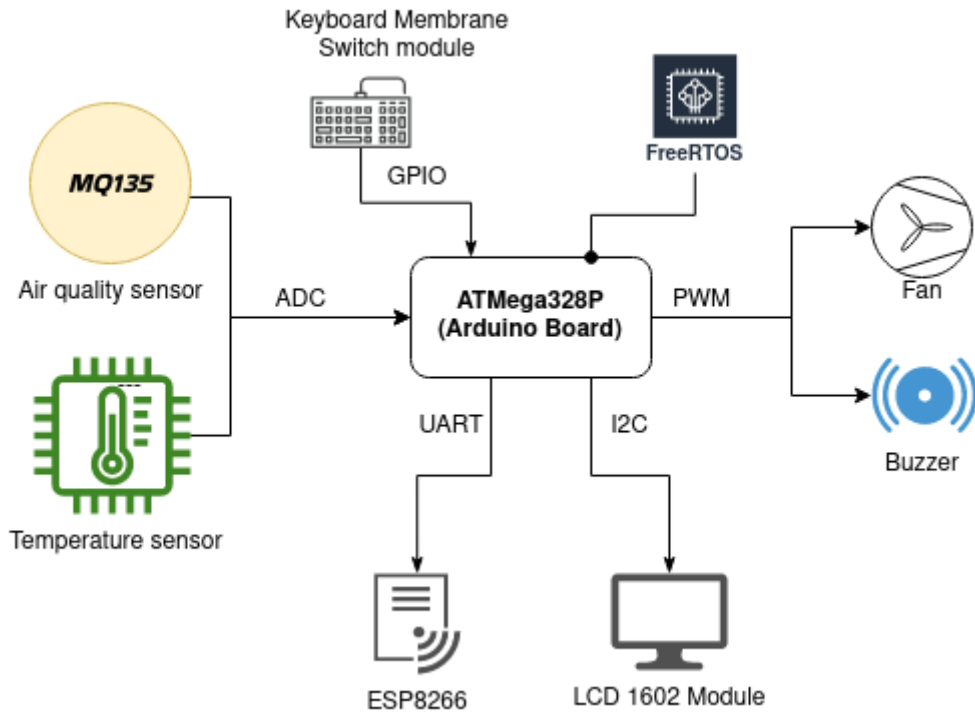 Keyboard Membrane
Switch module
FreeRTOS
GPIO
MQ135
Air quality sensor
ADC
ATMega328P
(Arduino Board)
PWM
Fan
UART
I2C
Buzzer
Temperature sensor
ESP8266
LCD 1602 Module